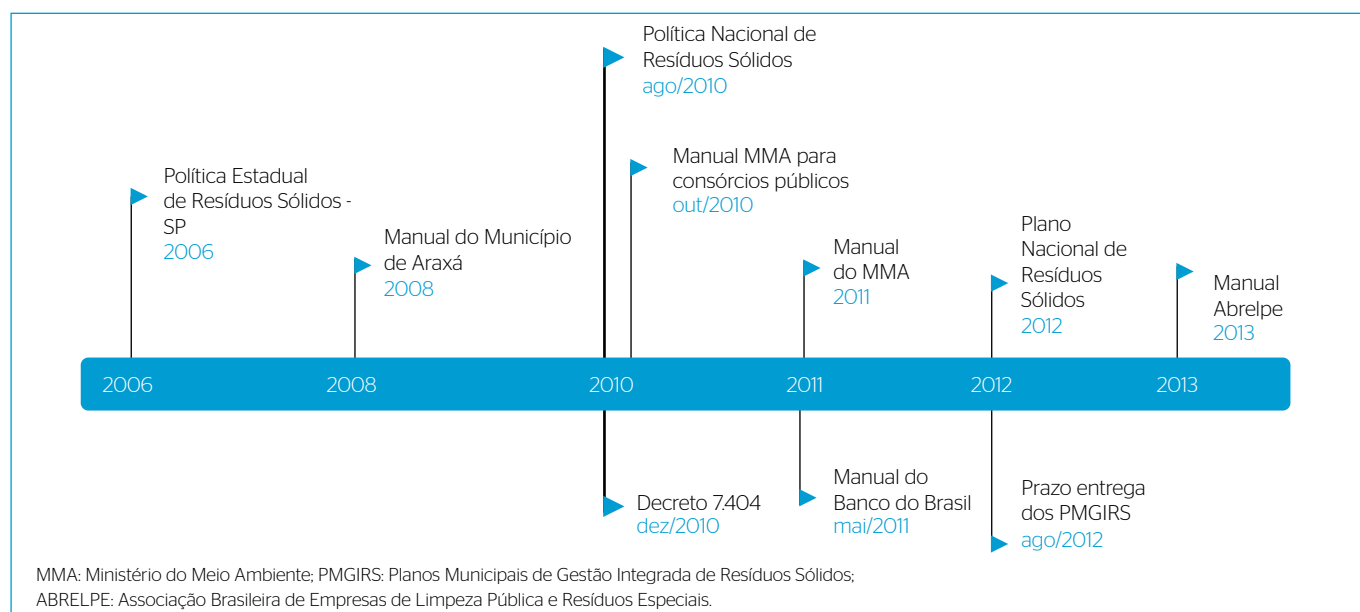 Política Nacional de
Resíduos Sólidos
ago/2010
Manual MMA para
consórcios públicos
out/2010
Política Estadual
de Resíduos Sólidos -
SP
2006
Manual do Município
de Araxá
2008
Manual
do MMA
2011
Plano
Nacional de
Resíduos
Sólidos
2012
Manual
Abrelpe
2013
2006
2008
2010
2011
2012
2013
Decreto 7.404
dez/2010
Manual do
Banco do Brasil
mai/2011
Prazo entrega
dos PMGIRS
ago/2012
MMA: Ministério do Meio Ambiente; PMGIRS: Planos Municipais de Gestão Integrada de Resíduos Sólidos;
ABRELPE: Associação Brasileira de Empresas de Limpeza Pública e Resíduos Especiais.